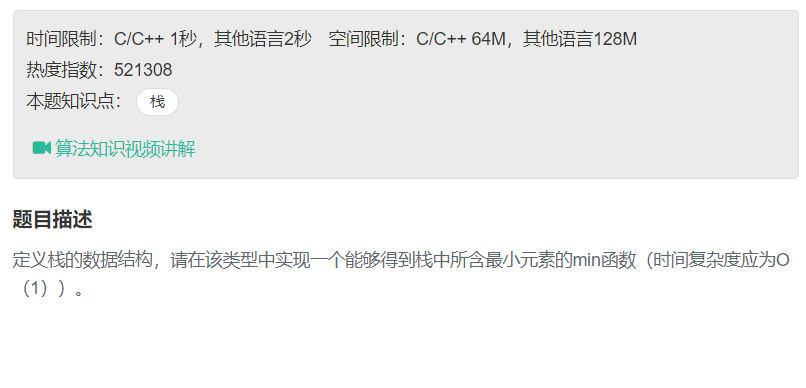 时间限制：C/C++ 1秒，其他语言2秒 空间限制：C/C++ 64M，其他语言128M
热度指数：521308
本题知识点： 栈
算法知识视频讲解
题目描述
定义栈的数据结构，请在该类型中实现一个能够得到栈中所含最小元素的min函数（时间复杂度应为O
（1））。